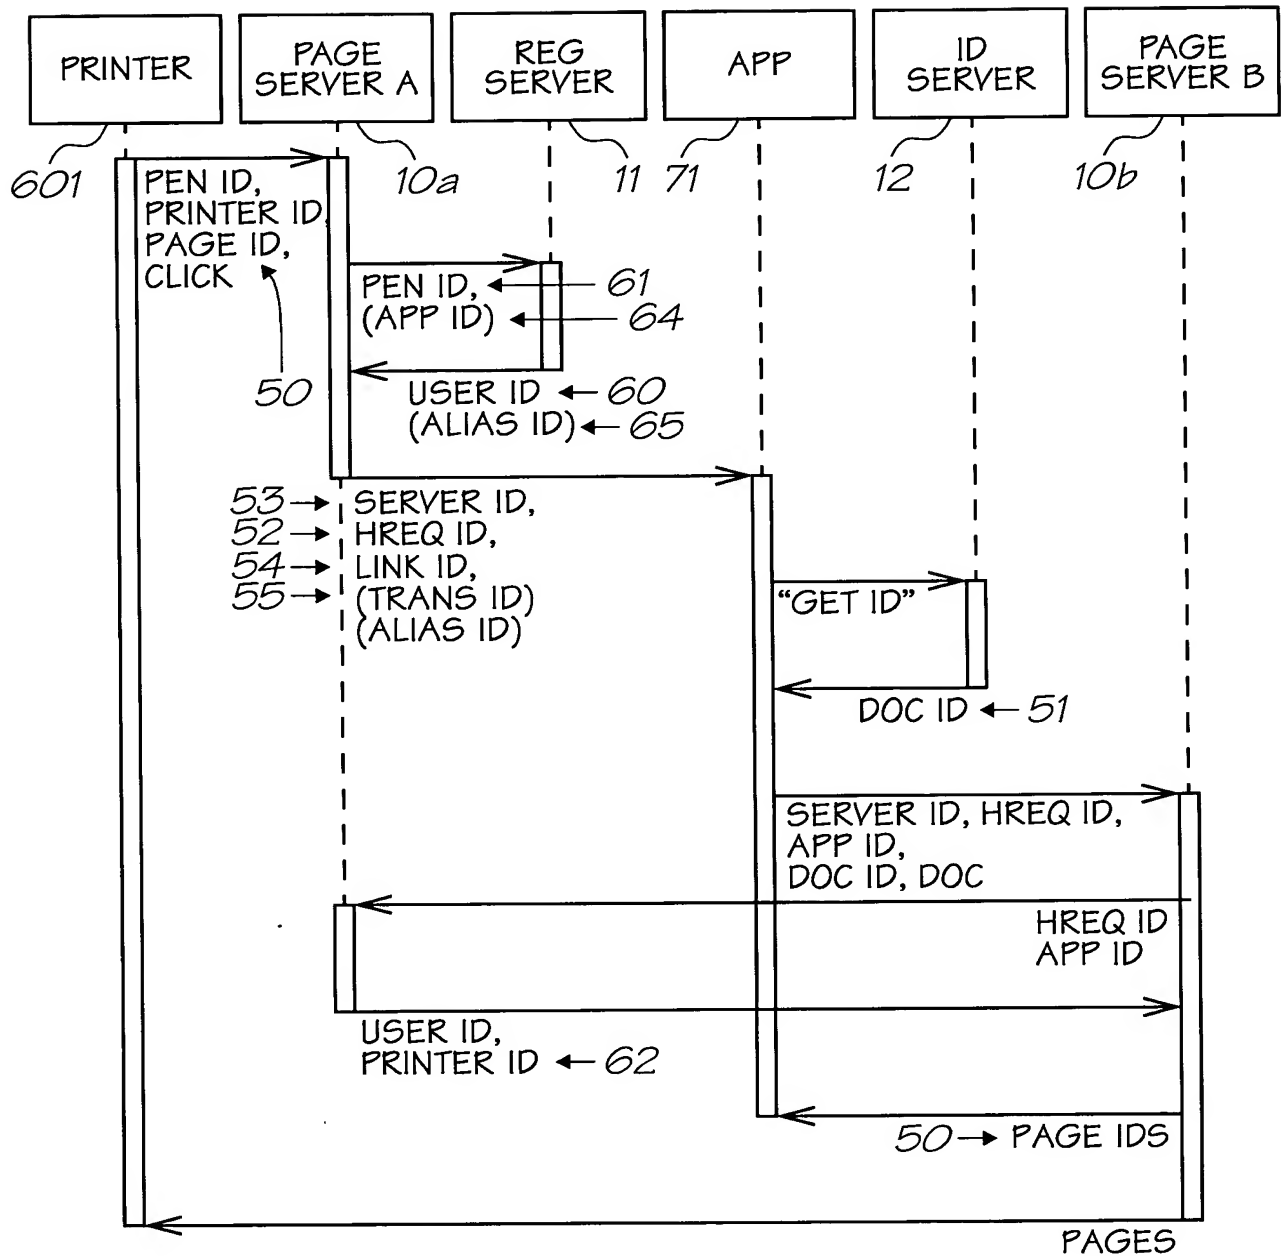 PRINTER
PAGE
SERVER A
REG
SERVER
APP
ID
SERVER
PAGE
SERVER B
601
10a
11
71
12
10b
PEN ID,
PRINTER ID
PAGE ID,
CLICK
50
PEN ID,
61
(APP ID)
64
USER ID
60
(ALIAS ID)
65
53
SERVER ID,
52
HREQ ID,
54
LINK ID,
55
(TRANS ID)
(ALIAS ID)
"GET ID"
DOC ID
51
SERVER ID, HREQ ID,
APP ID,
DOC ID, DOC
HREQ ID
APP ID
USER ID,
PRINTER ID
62
50
PAGE IDS
PAGES